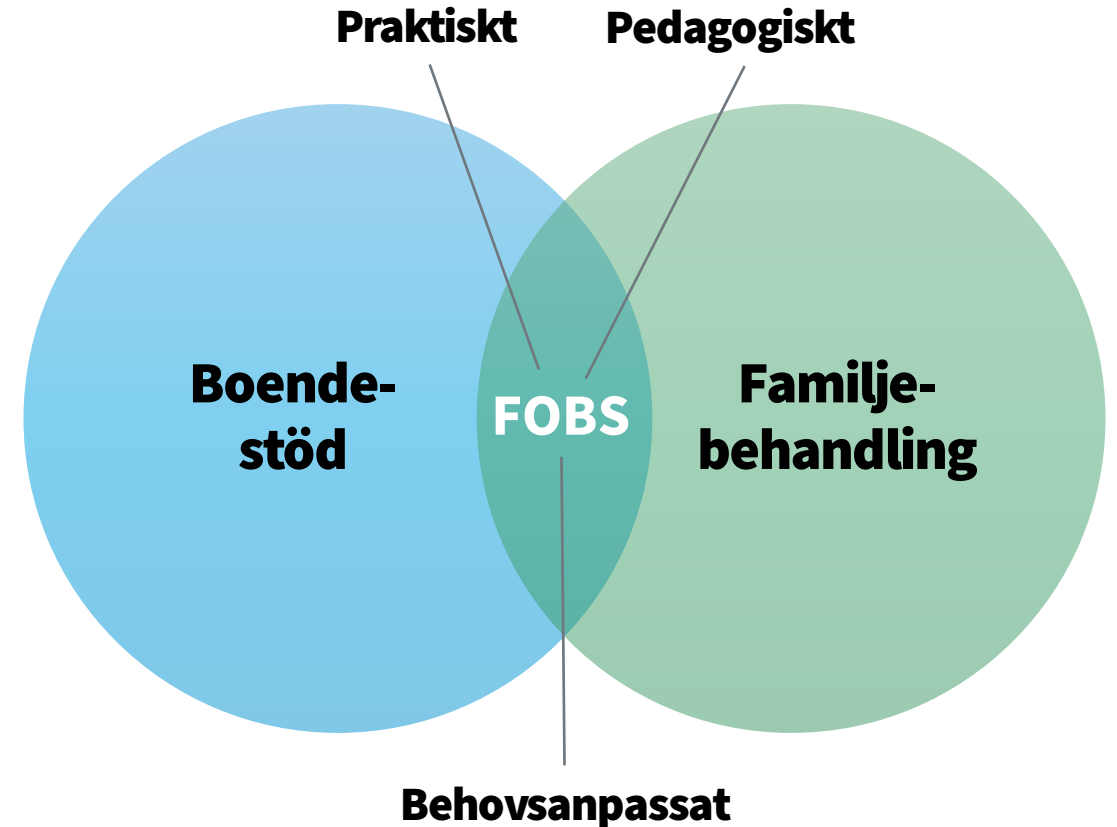 Praktiskt
Pedagogiskt
Boende-
stöd
FOBS
Familje-
behandling
Behovsanpassat